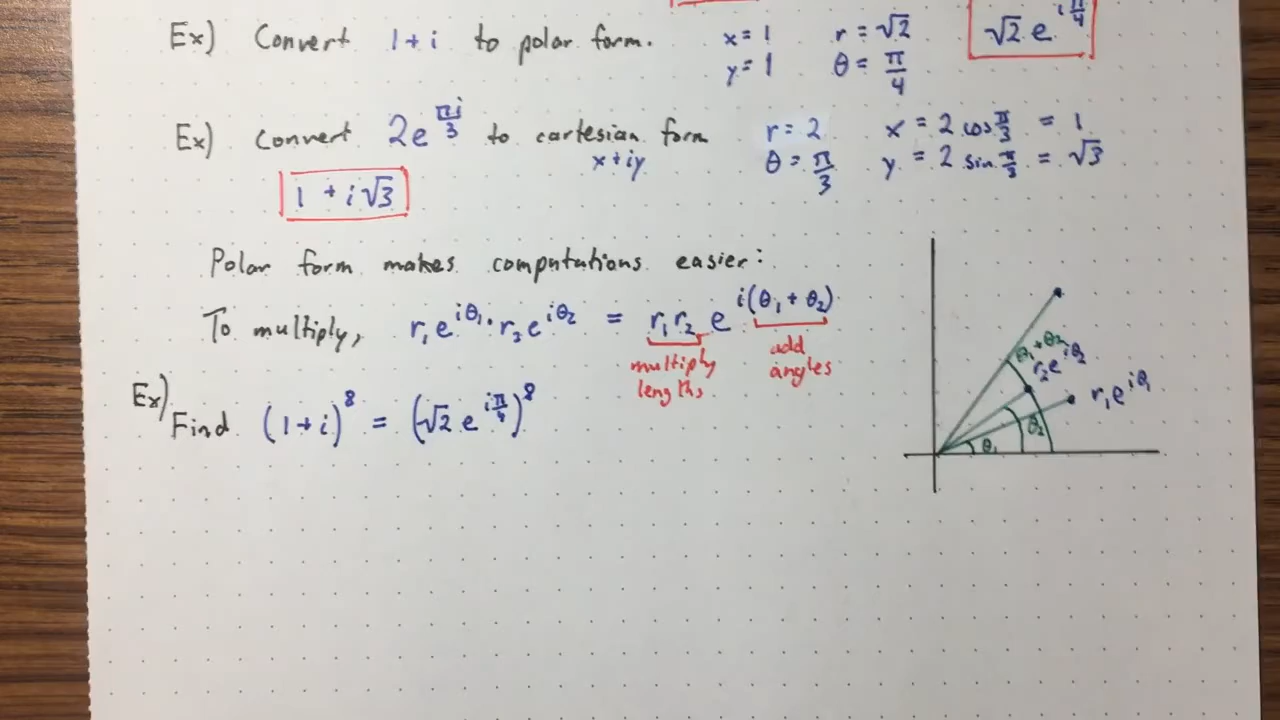 Ex) Convert 1+i to polar form. x=1 r=√2 √2 e^{iπ/4}
y=1 θ=π/4
Ex) Convert 2e^{πi/3} to cartesian form r=2 x = 2 cos π/3 = 1
x+iy θ=π/3 y = 2 sin π/3 = √3
1 + i√3
Polar form makes computations easier:
To multiply, r₁e^{iθ₁}·r₂e^{iθ₂} = r₁r₂ e^{i(θ₁+θ₂)}
multiply lengths
add angles
Ex)
Find (1+i)^8 = (√2 e^{iπ/4})^8
θ₁+θ₂
r₂e^{iθ₂}
r₁e^{iθ₁}
θ₂
θ₁